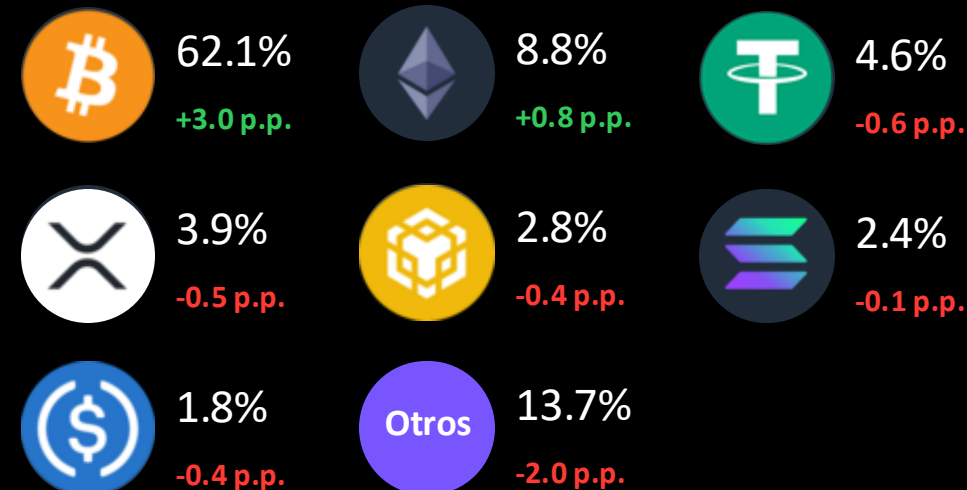 62.1%
+3.0 p.p.
8.8%
+0.8 p.p.
4.6%
-0.6 p.p.
3.9%
-0.5 p.p.
2.8%
-0.4 p.p.
2.4%
-0.1 p.p.
1.8%
-0.4 p.p.
Otros
13.7%
-2.0 p.p.